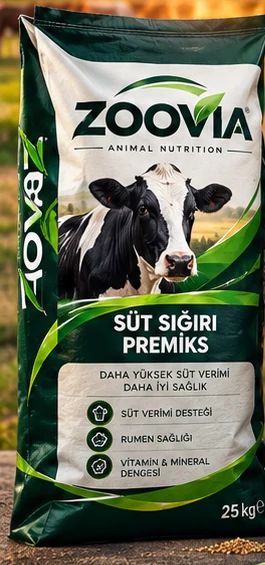 ZOOVIA®
ANIMAL NUTRITION
SÜT SIĞIRI
PREMİKS
DAHA YÜKSEK SÜT VERİMİ
DAHA İYİ SAĞLIK
SÜT VERİMİ DESTEĞİ
RUMEN SAĞLIĞI
VİTAMİN & MİNERAL
DENGESİ
25 kg℮